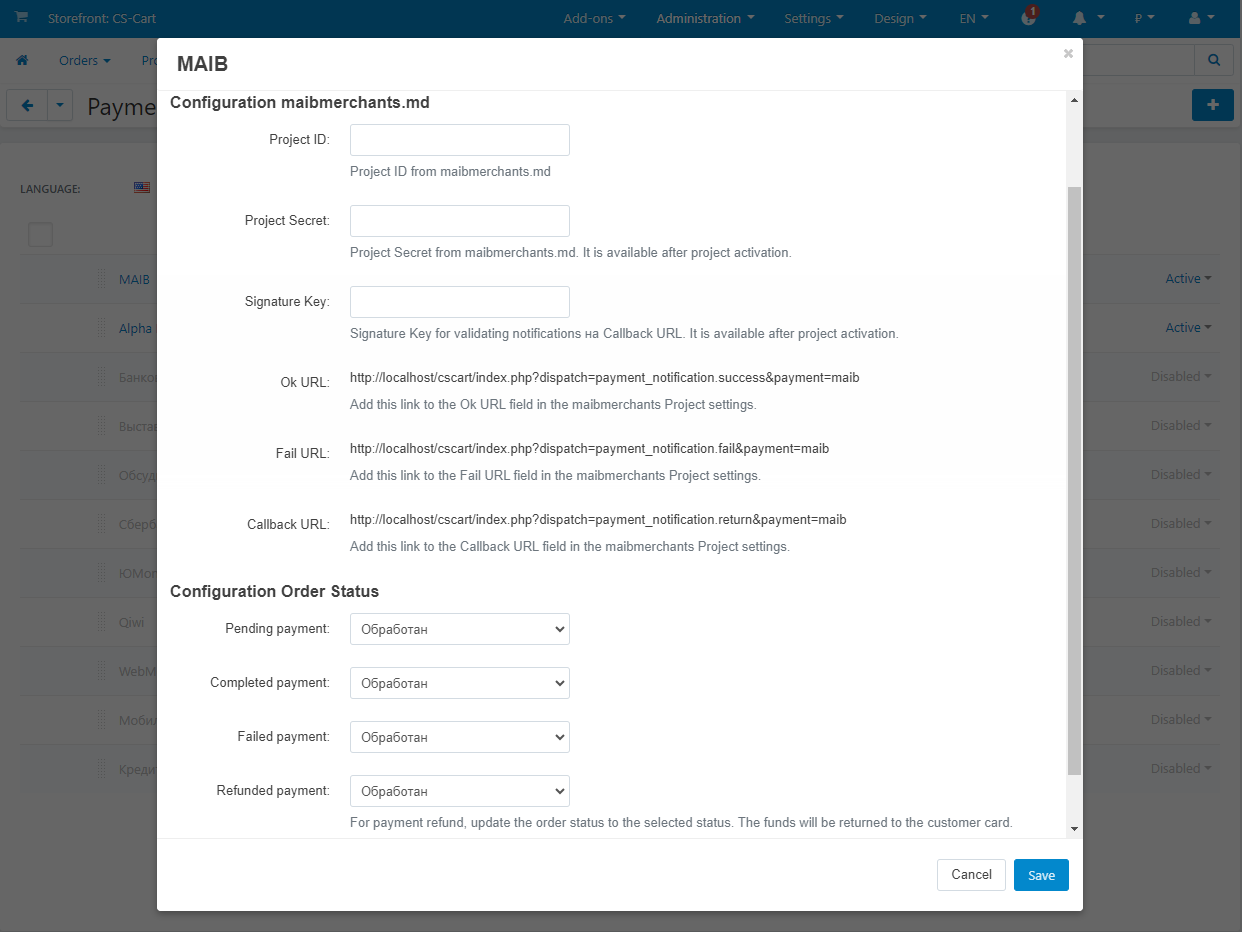 Storefront: CS-Cart
Add-ons
Administration
Settings
Design
EN
1
₽
Orders
MAIB
Configuration maibmerchants.md
Project ID:
Project ID from maibmerchants.md
Project Secret:
Project Secret from maibmerchants.md. It is available after project activation.
Signature Key:
Signature Key for validating notifications на Callback URL. It is available after project activation.
Ok URL:
http://localhost/cscart/index.php?dispatch=payment_notification.success&payment=maib
Add this link to the Ok URL field in the maibmerchants Project settings.
Fail URL:
http://localhost/cscart/index.php?dispatch=payment_notification.fail&payment=maib
Add this link to the Fail URL field in the maibmerchants Project settings.
Callback URL:
http://localhost/cscart/index.php?dispatch=payment_notification.return&payment=maib
Add this link to the Callback URL field in the maibmerchants Project settings.
Configuration Order Status
Pending payment:
Обработан
Completed payment:
Обработан
Failed payment:
Обработан
Refunded payment:
Обработан
For payment refund, update the order status to the selected status. The funds will be returned to the customer card.
Cancel
Save
Payme
LANGUAGE:
MAIB
Active
Alpha
Active
Банков
Disabled
Выстав
Disabled
Обсуд
Disabled
Сберб
Disabled
ЮMon
Disabled
Qiwi
Disabled
WebM
Disabled
Мобил
Disabled
Кредит
Disabled